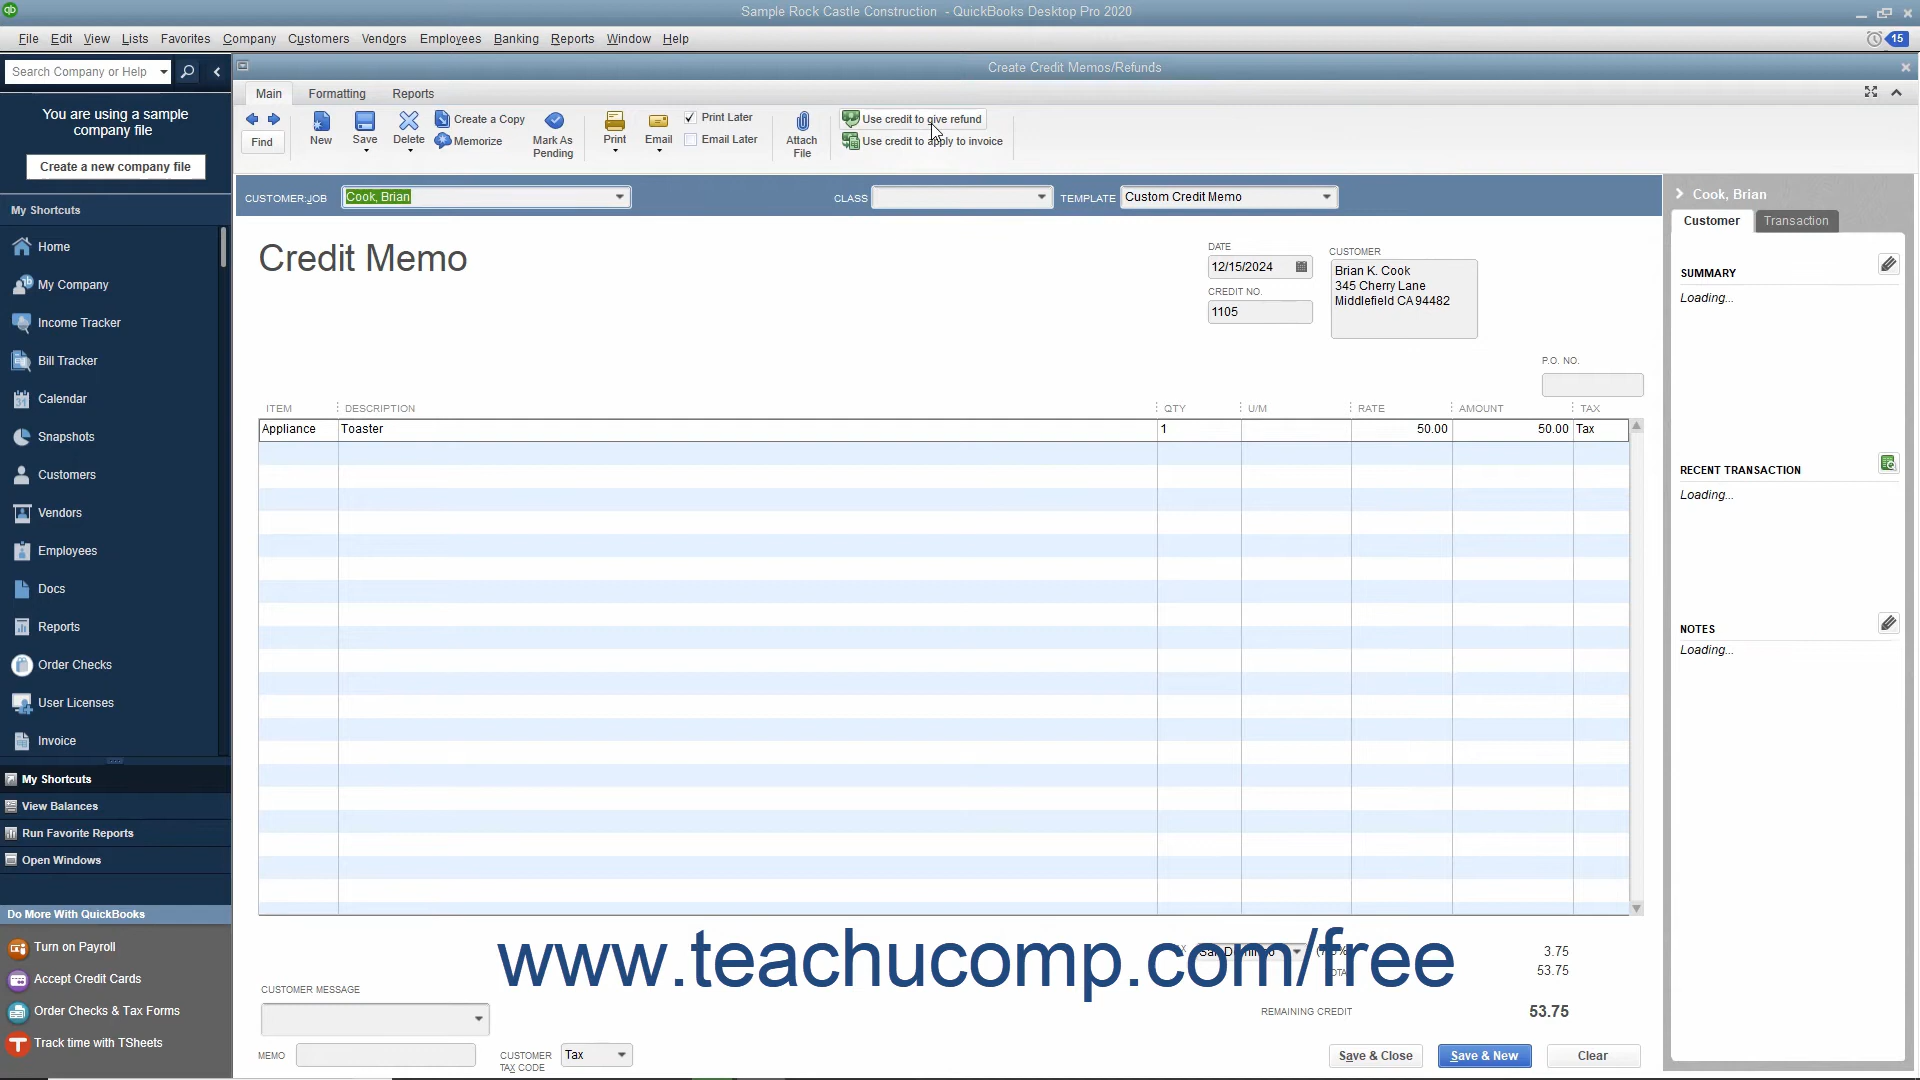 Sample Rock Castle Construction - QuickBooks Desktop Pro 2020
File Edit View Lists Favorites Company Customers Vendors Employees Banking Reports Window Help
15
Search Company or Help
Create Credit Memos/Refunds
You are using a sample
company file
Create a new company file
Main Formatting Reports
Find
New
Save
Delete
Create a Copy
Memorize
Mark As
Pending
Print
Email
Print Later
Email Later
Attach
File
Use credit to give refund
Use credit to apply to invoice
CUSTOMER:JOB Cook, Brian CLASS TEMPLATE Custom Credit Memo
My Shortcuts
Home
My Company
Income Tracker
Bill Tracker
31 Calendar
Snapshots
Customers
Vendors
Employees
Docs
Reports
Order Checks
User Licenses
Invoice
My Shortcuts
View Balances
Run Favorite Reports
Open Windows
Do More With QuickBooks
Turn on Payroll
Accept Credit Cards
Order Checks & Tax Forms
Track time with TSheets
Credit Memo
DATE
12/15/2024
CREDIT NO.
1105
CUSTOMER
Brian K. Cook
345 Cherry Lane
Middlefield CA 94482
P.O. NO.
ITEM DESCRIPTION QTY U/M RATE AMOUNT TAX
Appliance Toaster 1 50.00 50.00 Tax
www.teachucomp.com/free
3.75
53.75
REMAINING CREDIT 53.75
CUSTOMER MESSAGE
MEMO
CUSTOMER
TAX CODE
Tax
Save & Close
Save & New
Clear
Cook, Brian
Customer Transaction
SUMMARY
Loading...
RECENT TRANSACTION
Loading...
NOTES
Loading...